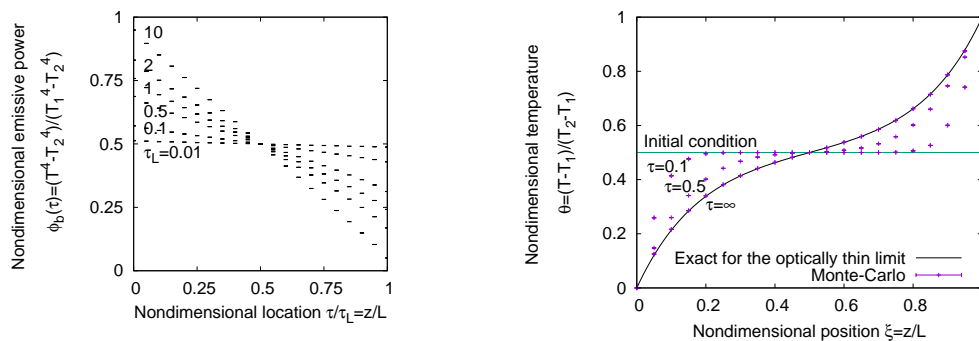 Nondimensional emissive power
ϕb(τ)=(T⁴-T₂⁴)/(T₁⁴-T₂⁴)
1
0.75
0.5
0.25
0
10
2
1
0.5
0.1
τL=0.01
0 0.25 0.5 0.75 1
Nondimensional location τ/τL=z/L
Nondimensional temperature
θ=(T-T₁)/(T₂-T₁)
1
0.8
0.6
0.4
0.2
0
Initial condition
τ=0.1
τ=0.5
τ=∞
Exact for the optically thin limit
Monte-Carlo
0 0.2 0.4 0.6 0.8 1
Nondimensional position ξ=z/L